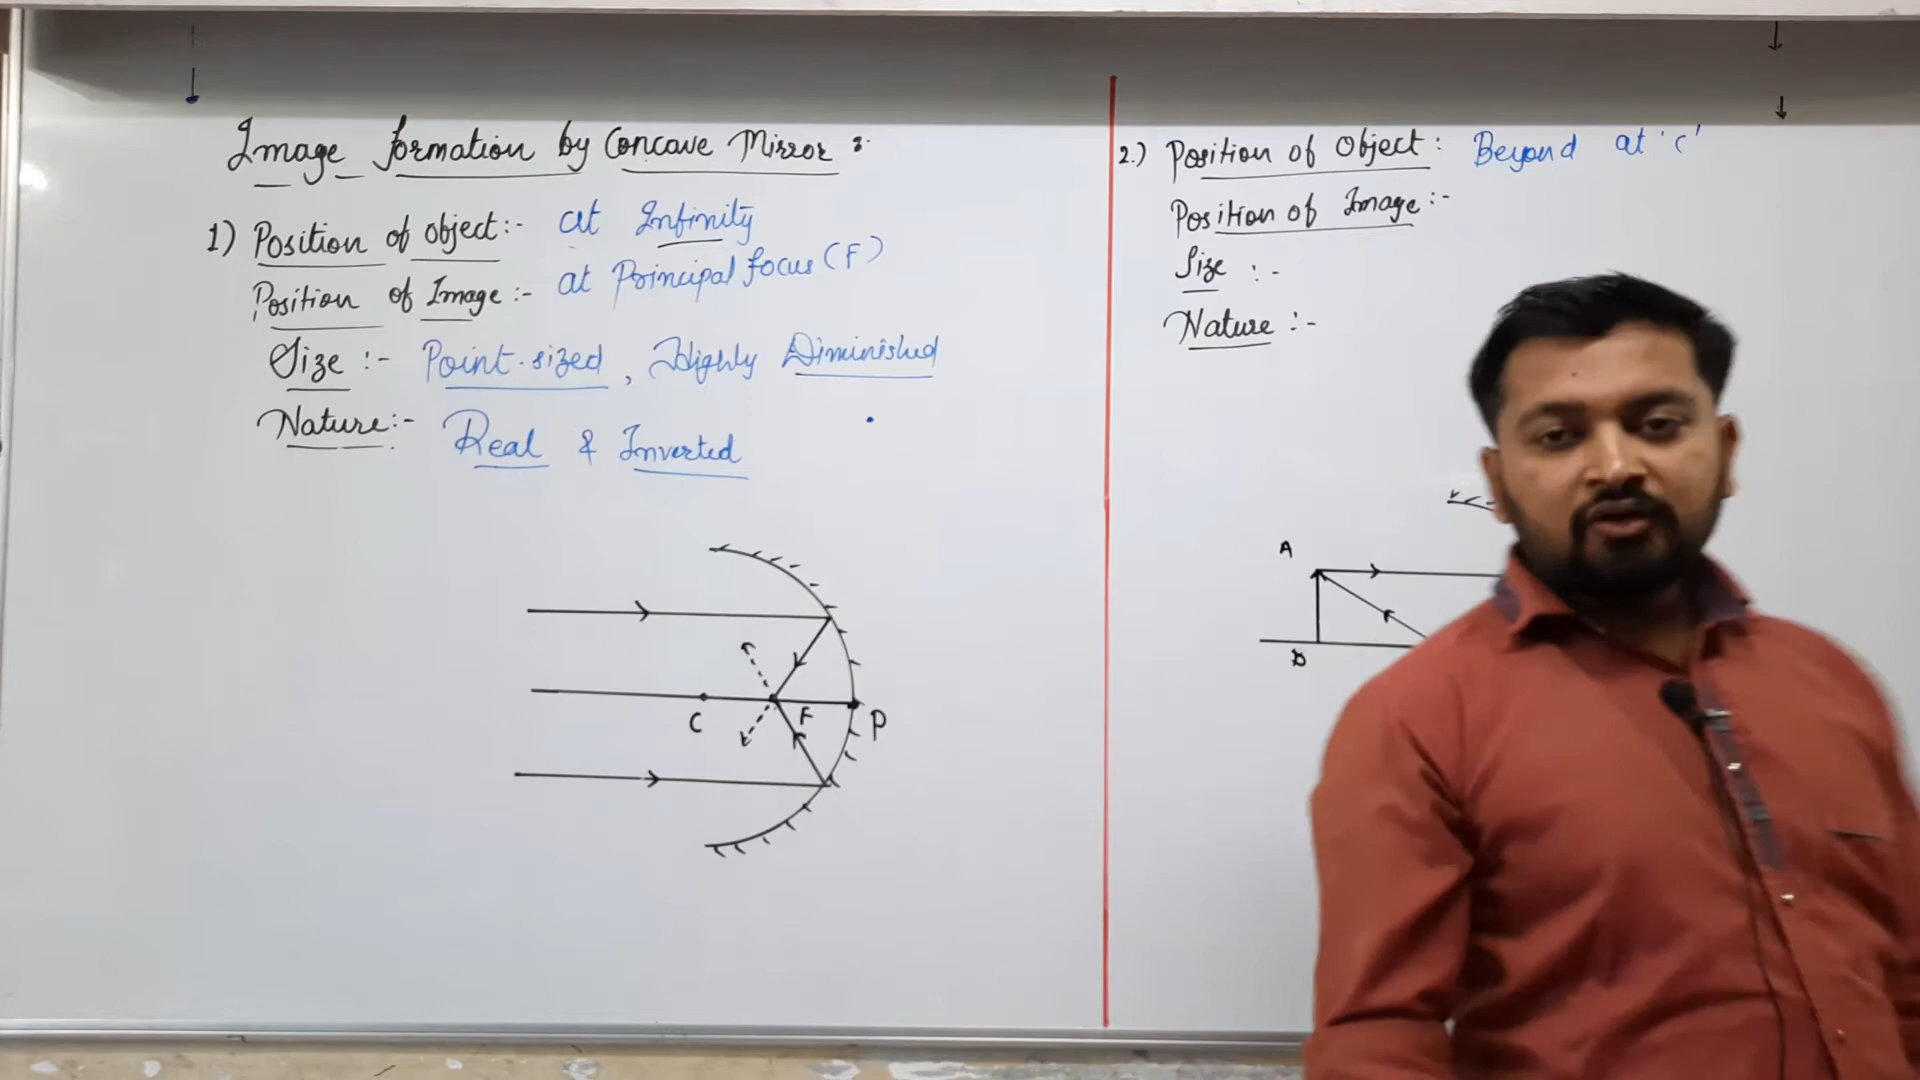 Image formation by Concave Mirror :
1) Position of object:- at Infinity
Position of Image :- at Principal focus (F)
Size :- Point-sized, Highly Diminished
Nature:- Real & Inverted
C F P
2.) Position of Object : Beyond at 'c'
Position of Image :-
Size :-
Nature :-
A
B